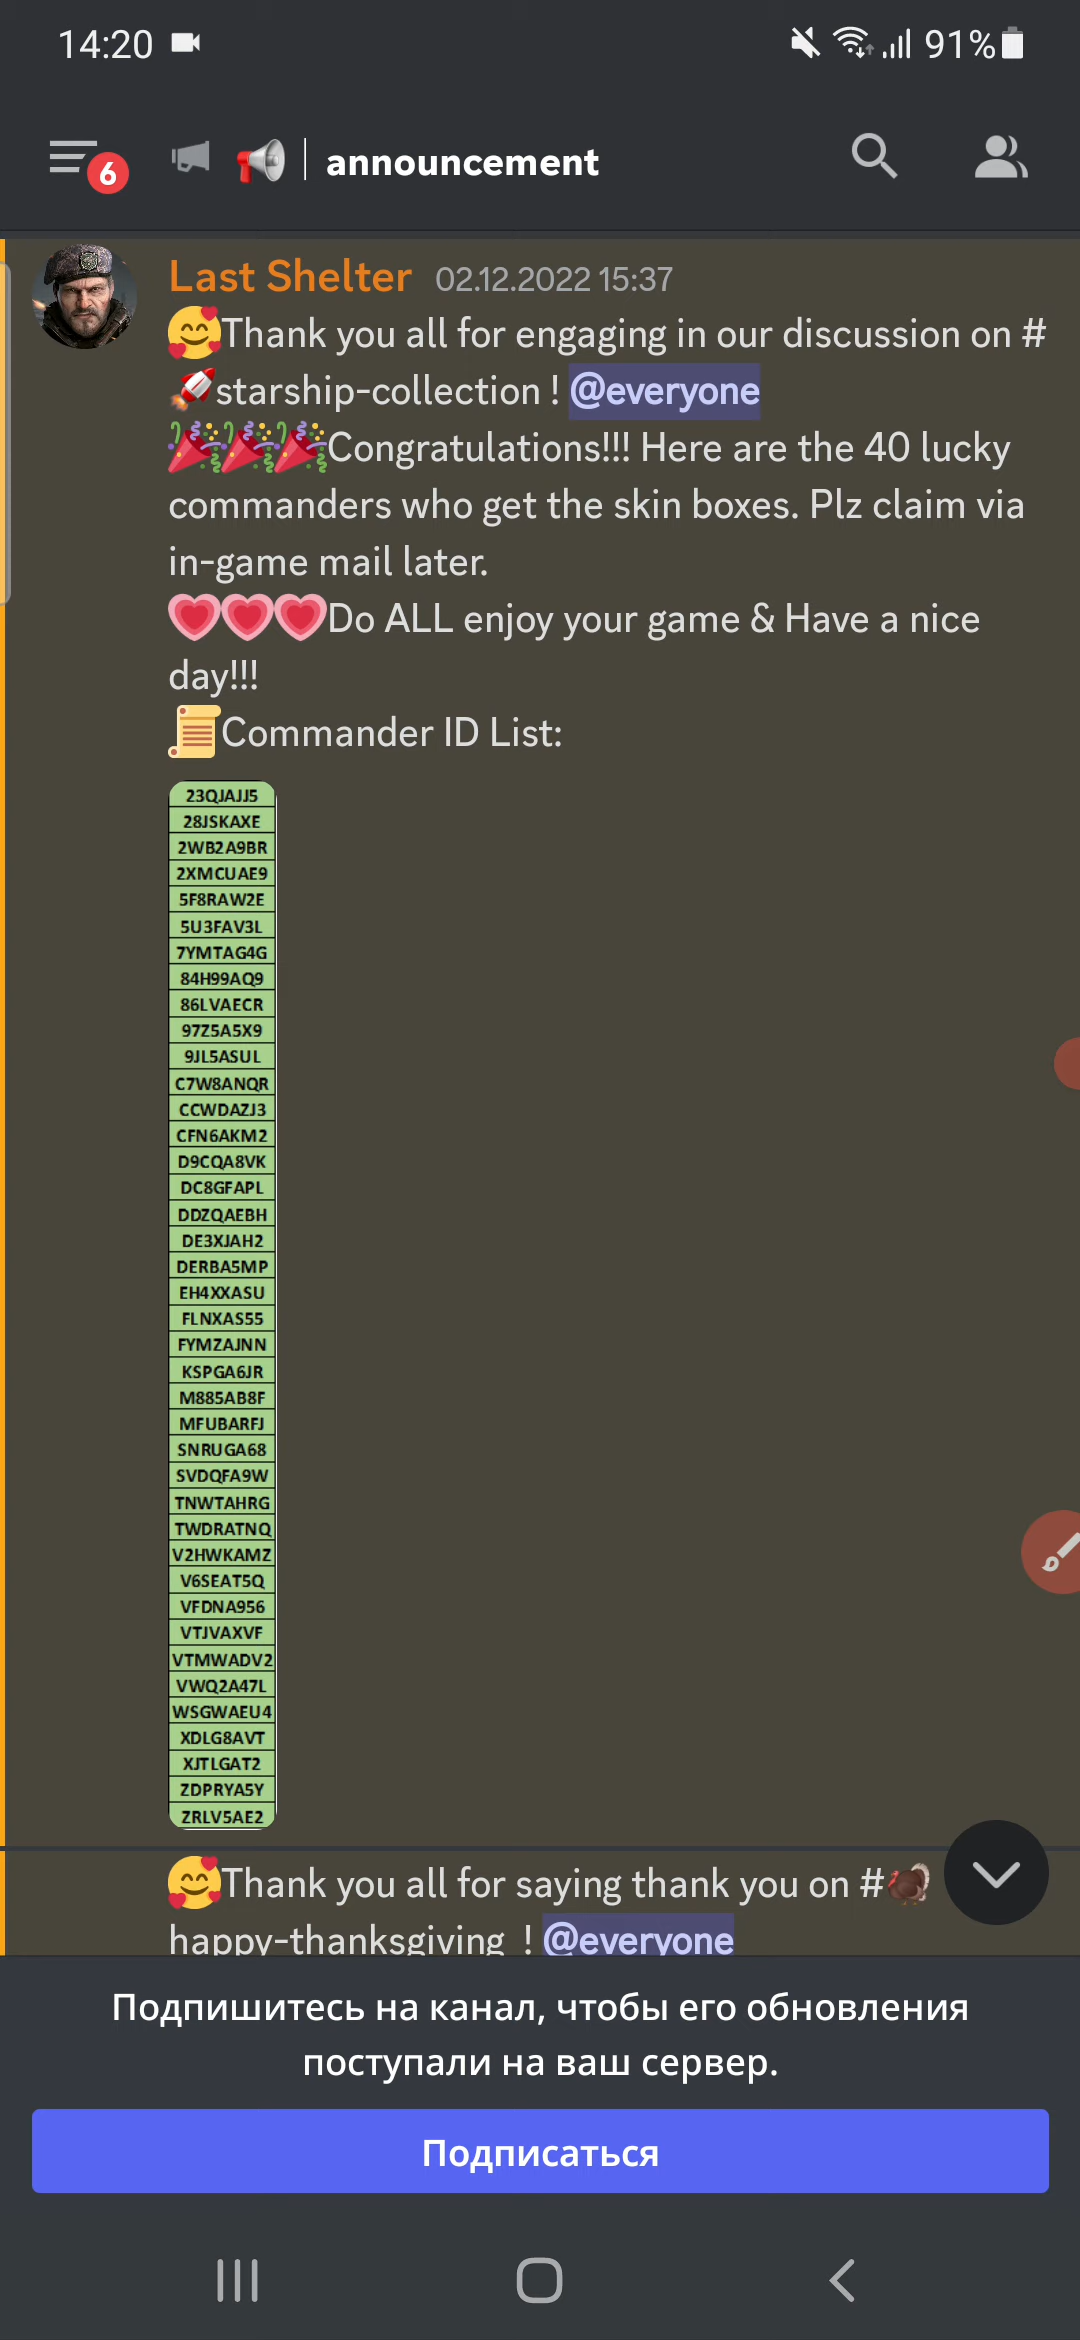 14:20
91%
6
announcement
Last Shelter 02.12.2022 15:37
🥰Thank you all for engaging in our discussion on #
🚀starship-collection ! @everyone
🎉🎉🎉Congratulations!!! Here are the 40 lucky
commanders who get the skin boxes. Plz claim via
in-game mail later.
💗💗💗Do ALL enjoy your game & Have a nice
day!!!
📜Commander ID List:
23QJAJJ5
28JSKAXE
2WB2A9BR
2XMCUAE9
5F8RAW2E
5U3FAV3L
7YMTAG4G
84H99AQ9
86LVAECR
97Z5A5X9
9JL5ASUL
C7W8ANQR
CCWDAZJ3
CFN6AKM2
D9CQA8VK
DC8GFAPL
DDZQAEBH
DE3XJAH2
DERBA5MP
EH4XXASU
FLNXAS55
FYMZAJNN
KSPGA6JR
M885AB8F
MFUBARFJ
SNRUGA68
SVDQFA9W
TNWTAHRG
TWDRATNQ
V2HWKAMZ
V6SEAT5Q
VFDNA956
VTJVAXVF
VTMWADV2
VWQ2A47L
WSGWAEU4
XDLG8AVT
XJTLGAT2
ZDPRYA5Y
ZRLV5AE2
🥰Thank you all for saying thank you on #🦃
happy-thanksgiving ! @everyone
Подпишитесь на канал, чтобы его обновления
поступали на ваш сервер.
Подписаться